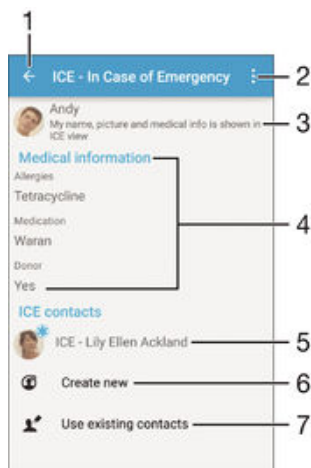 1
ICE - In Case of Emergency
2
Andy
My name, picture and medical info is shown in
ICE view
3
Medical information
Allergies
Tetracycline
Medication
Waran
Donor
Yes
4
ICE contacts
ICE - Lily Ellen Ackland
5
Create new
6
Use existing contacts
7